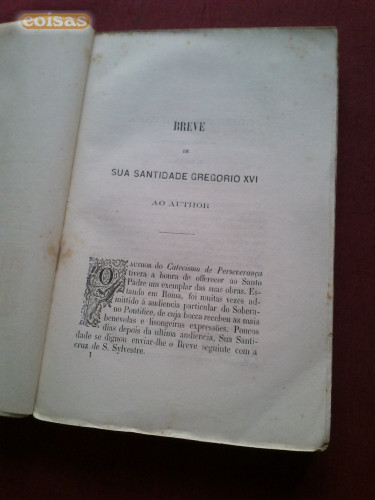 coisas
BREVE
DE
SUA SANTIDADE GREGORIO XVI
AO AUTHOR
O AUTHOR do Catecismo de Perseverança
tivera a honra de offerecer ao Santo
Padre um exemplar das suas obras. Es-
tando em Roma, foi muitas vezes ad-
mittido á audiencia particular do Sobera-
no Pontifice, de cuja bocca recebeu as mais
benevolas e lisongeiras expressões. Poucos
dias depois da ultima audiencia, Sua Santi-
dade se dignou enviar-lhe o Breve seguinte com a
cruz de S. Sylvestre.
1